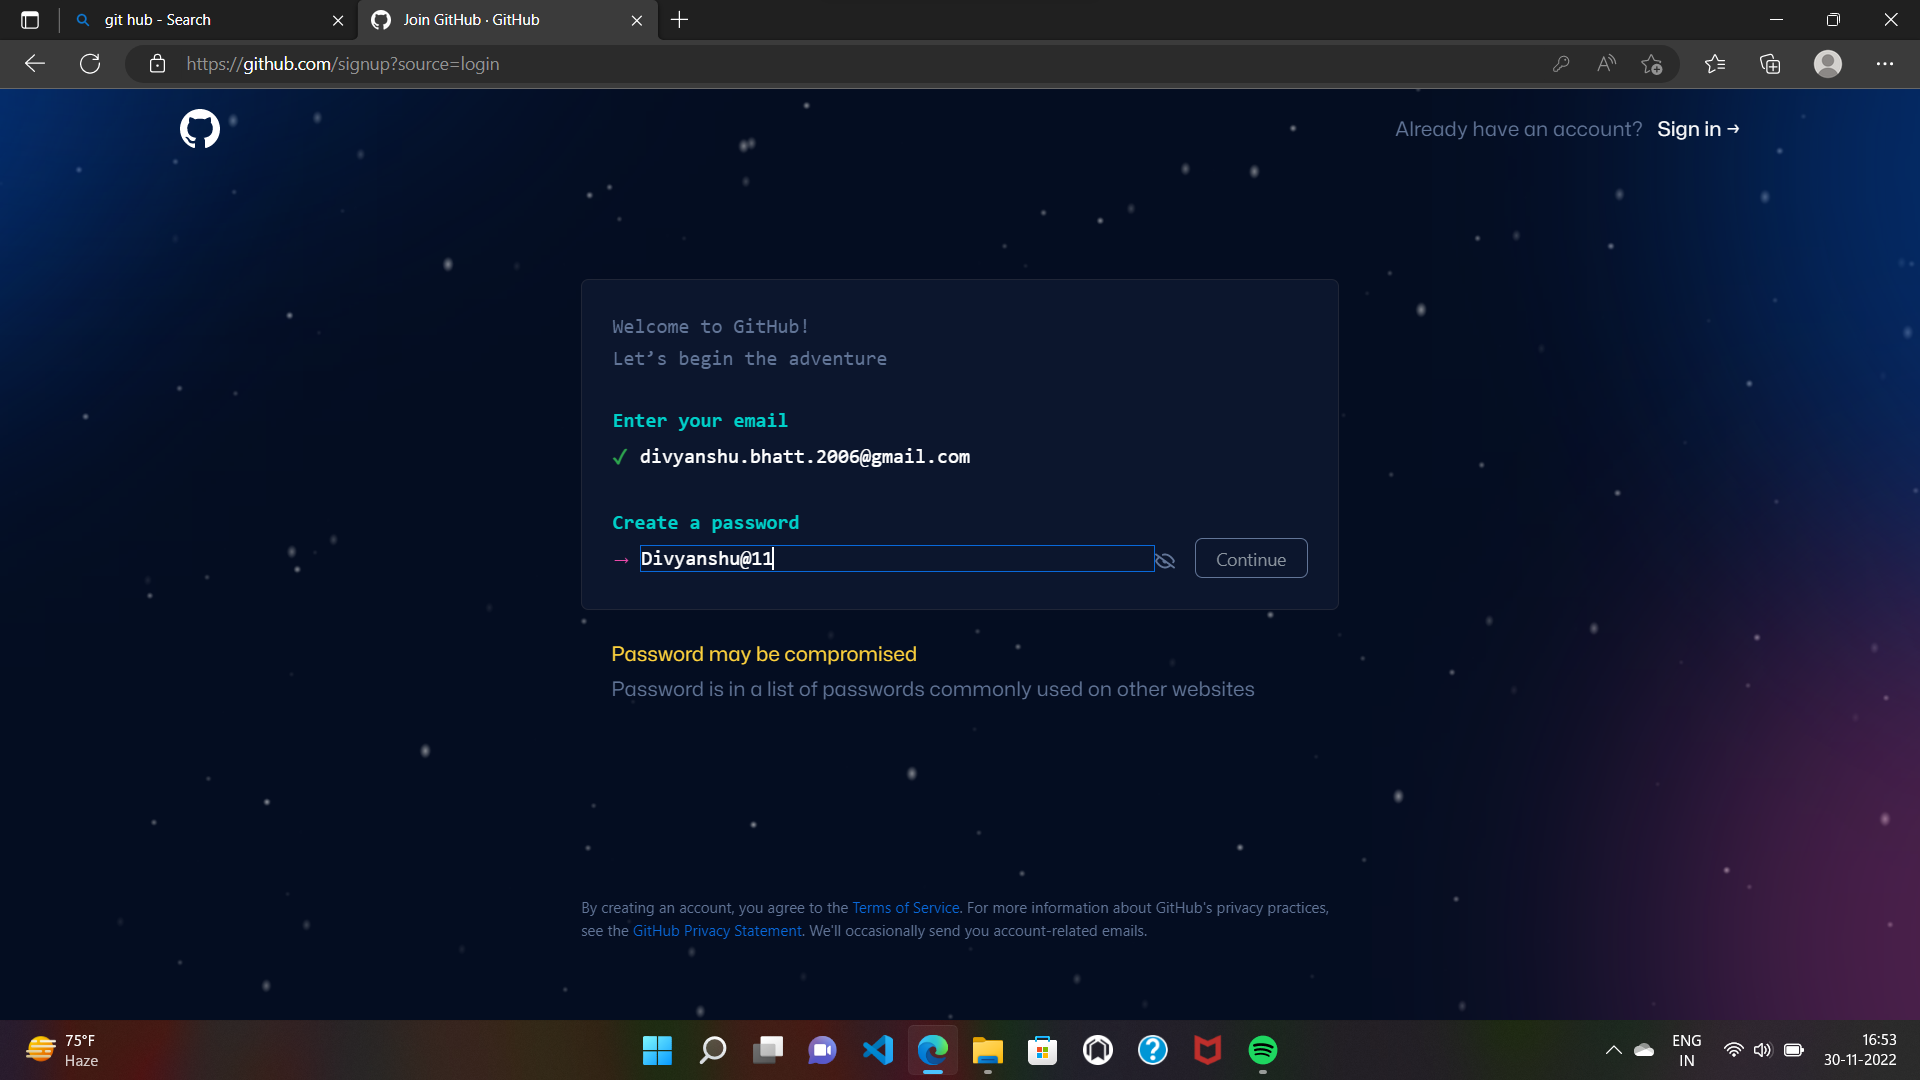 git hub - Search
Join GitHub · GitHub
https://github.com/signup?source=login
Already have an account? Sign in →
Welcome to GitHub!
Let’s begin the adventure
Enter your email
✓ divyanshu.bhatt.2006@gmail.com
Create a password
→ Divyanshu@11
Continue
Password may be compromised
Password is in a list of passwords commonly used on other websites
By creating an account, you agree to the Terms of Service. For more information about GitHub's privacy practices,
see the GitHub Privacy Statement. We'll occasionally send you account-related emails.
75°F
Haze
ENG
IN
16:53
30-11-2022